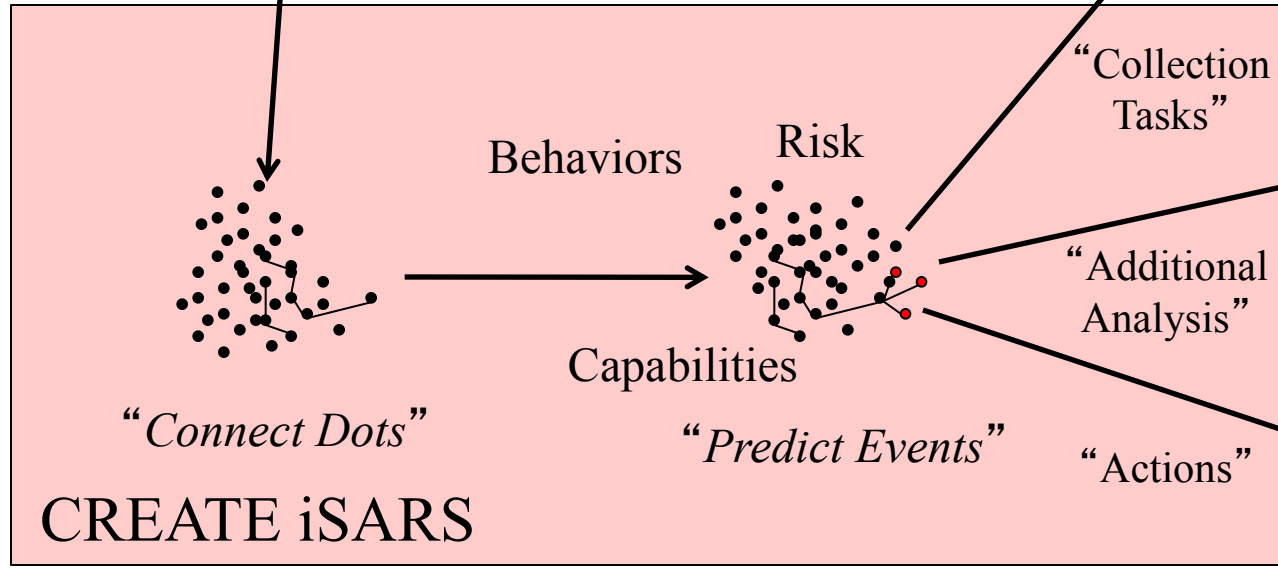 “Collection
Tasks”
Behaviors
Risk
“Additional
Analysis”
Capabilities
“Connect Dots”
“Predict Events”
“Actions”
CREATE iSARS